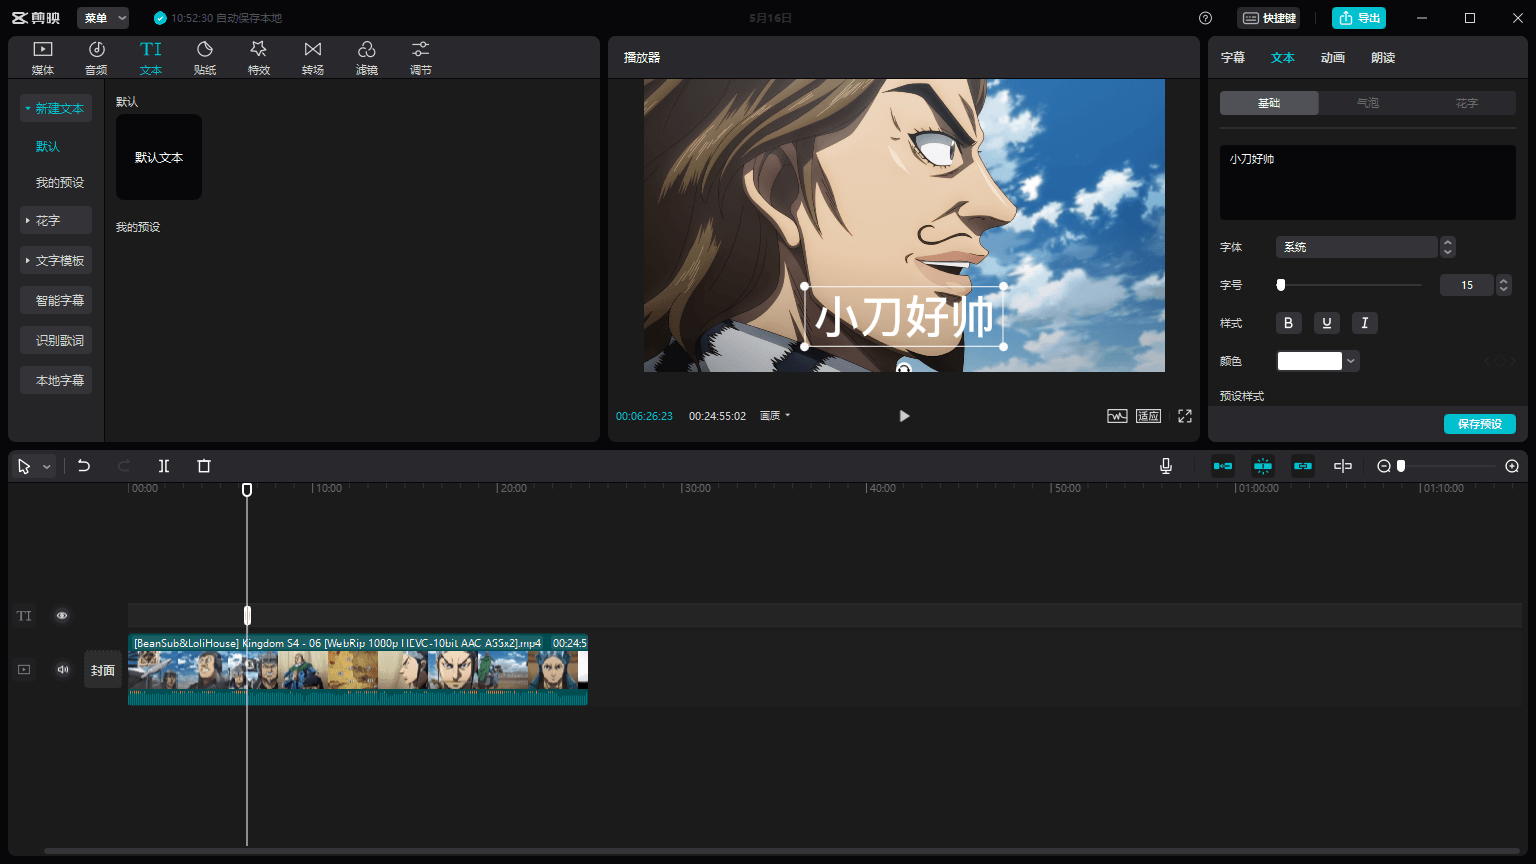 剪映
菜单
10:52:30 自动保存本地
5月16日
快捷键
导出
媒体
音频
TI
文本
贴纸
特效
转场
滤镜
调节
新建文本
默认
我的预设
花字
文字模板
智能字幕
识别歌词
本地字幕
默认
默认文本
我的预设
播放器
小刀好帅
00:06:26:23
00:24:55:02
画质
适应
字幕
文本
动画
朗读
基础
气泡
花字
小刀好帅
字体
系统
字号
15
样式
B
U
I
颜色
预设样式
保存预设
00:00
10:00
20:00
30:00
40:00
50:00
01:00:00
01:10:00
TI
封面
[BeanSub&LoliHouse] Kingdom S4 - 06 [WebRip 1080p HEVC-10bit AAC ASSx2].mp4
00:24:5